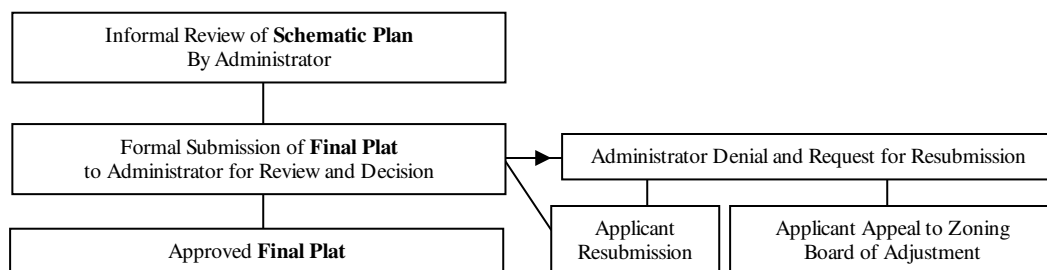 Informal Review of Schematic Plan
By Administrator
Formal Submission of Final Plat
to Administrator for Review and Decision
Administrator Denial and Request for Resubmission
Approved Final Plat
Applicant
Resubmission
Applicant Appeal to Zoning
Board of Adjustment